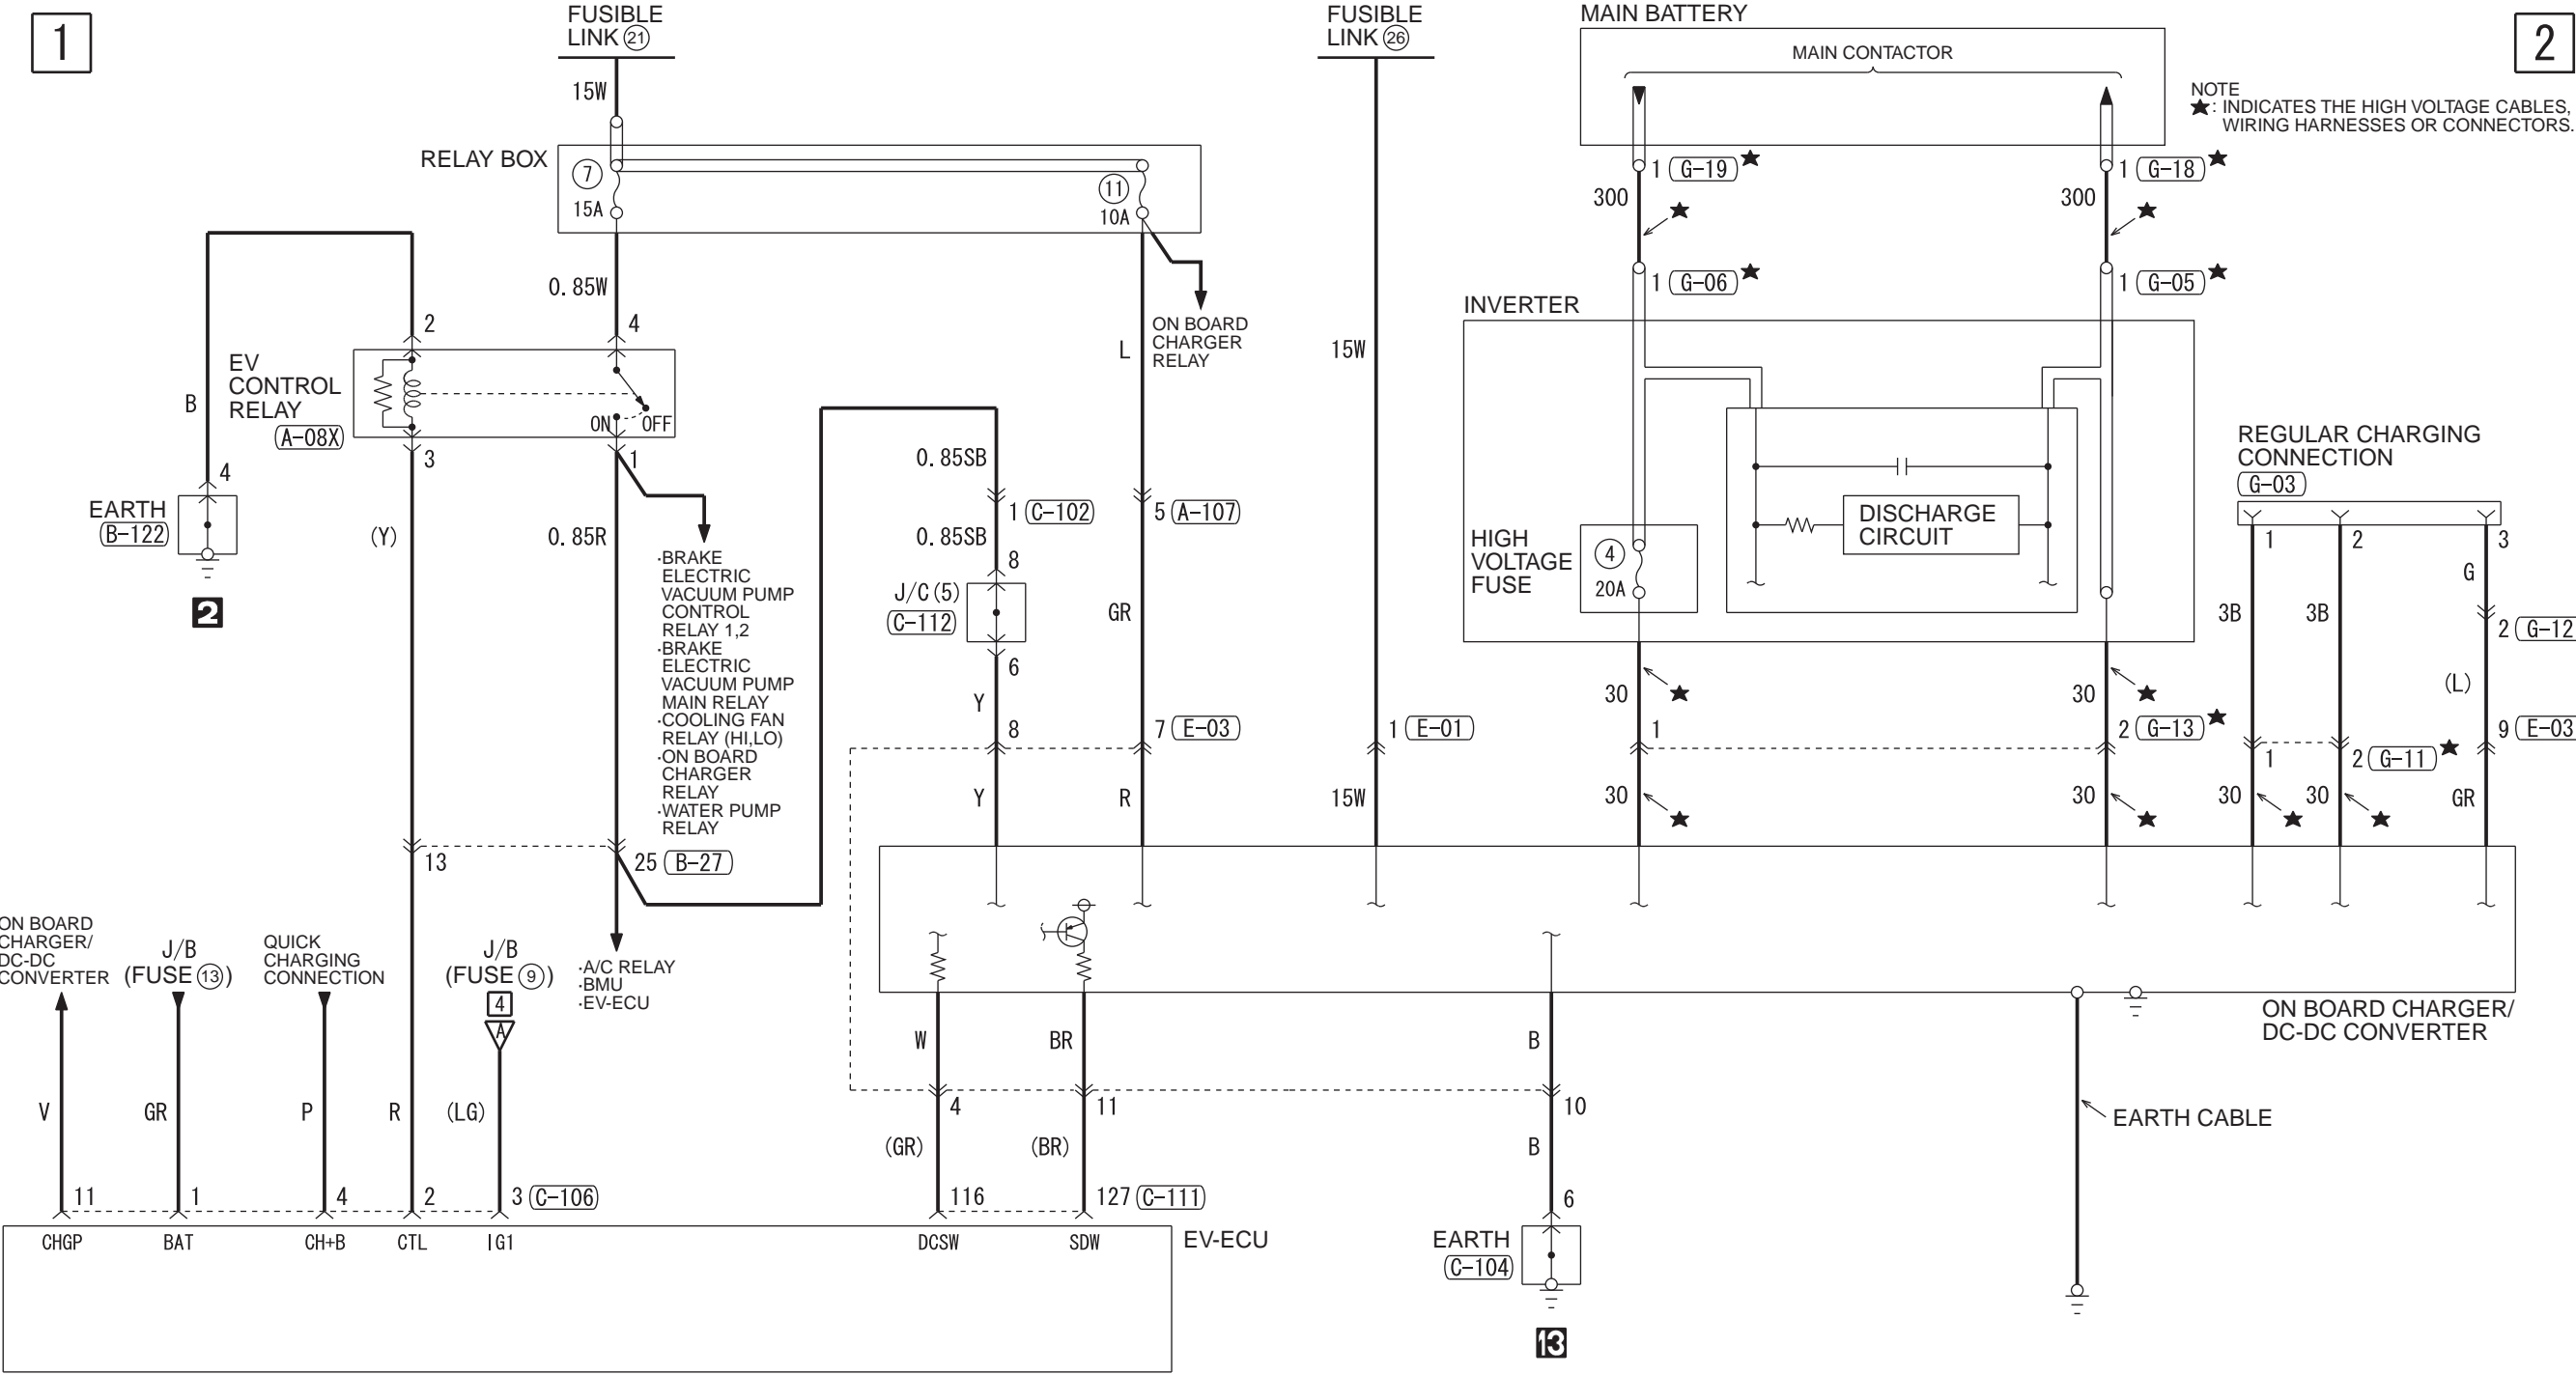 1
FUSIBLE
LINK 21
15W
FUSIBLE
LINK 26
MAIN BATTERY
MAIN CONTACTOR
2
NOTE
★: INDICATES THE HIGH VOLTAGE CABLES,
WIRING HARNESSES OR CONNECTORS.
RELAY BOX
7
15A
11
10A
1 G-19 ★
1 G-18 ★
300
★
300
★
1 G-06 ★
1 G-05 ★
0.85W
INVERTER
ON BOARD
CHARGER
RELAY
L
15W
2
4
EV
CONTROL
RELAY
A-08X
ON
OFF
B
3
1
4
EARTH
B-122
2
(Y)
0.85R
·BRAKE
ELECTRIC
VACUUM PUMP
CONTROL
RELAY 1,2
·BRAKE
ELECTRIC
VACUUM PUMP
MAIN RELAY
·COOLING FAN
RELAY (HI,LO)
·ON BOARD
CHARGER
RELAY
·WATER PUMP
RELAY
0.85SB
1 C-102
0.85SB
8
J/C(5)
C-112
6
Y
8
Y
5 A-107
GR
7 E-03
R
1 E-01
15W
HIGH
VOLTAGE
FUSE
4
20A
DISCHARGE
CIRCUIT
30
★
30
★
1
2 G-13 ★
30
★
30
★
REGULAR CHARGING
CONNECTION
G-03
1
2
3
G
3B
3B
2 G-12
(L)
9 E-03
1
2 G-11 ★
30
★
30
★
GR
13
25 B-27
ON BOARD
CHARGER/
DC-DC
CONVERTER
J/B
(FUSE 13)
QUICK
CHARGING
CONNECTION
J/B
(FUSE 9)
4
A
·A/C RELAY
·BMU
·EV-ECU
ON BOARD CHARGER/
DC-DC CONVERTER
W
BR
B
V
GR
P
R
(LG)
4
11
10
(GR)
(BR)
B
EARTH CABLE
11
1
4
2
3 C-106
116
127 C-111
6
CHGP
BAT
CH+B
CTL
IG1
DCSW
SDW
EV-ECU
EARTH
C-104
13